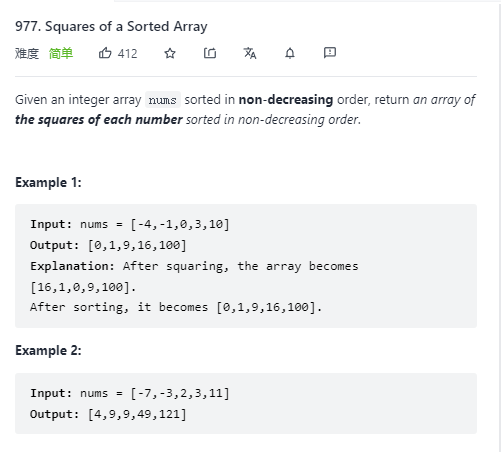 977. Squares of a Sorted Array
难度 简单 412
Given an integer array nums sorted in non-decreasing order, return an array of
the squares of each number sorted in non-decreasing order.
Example 1:
Input: nums = [-4,-1,0,3,10]
Output: [0,1,9,16,100]
Explanation: After squaring, the array becomes
[16,1,0,9,100].
After sorting, it becomes [0,1,9,16,100].
Example 2:
Input: nums = [-7,-3,2,3,11]
Output: [4,9,9,49,121]